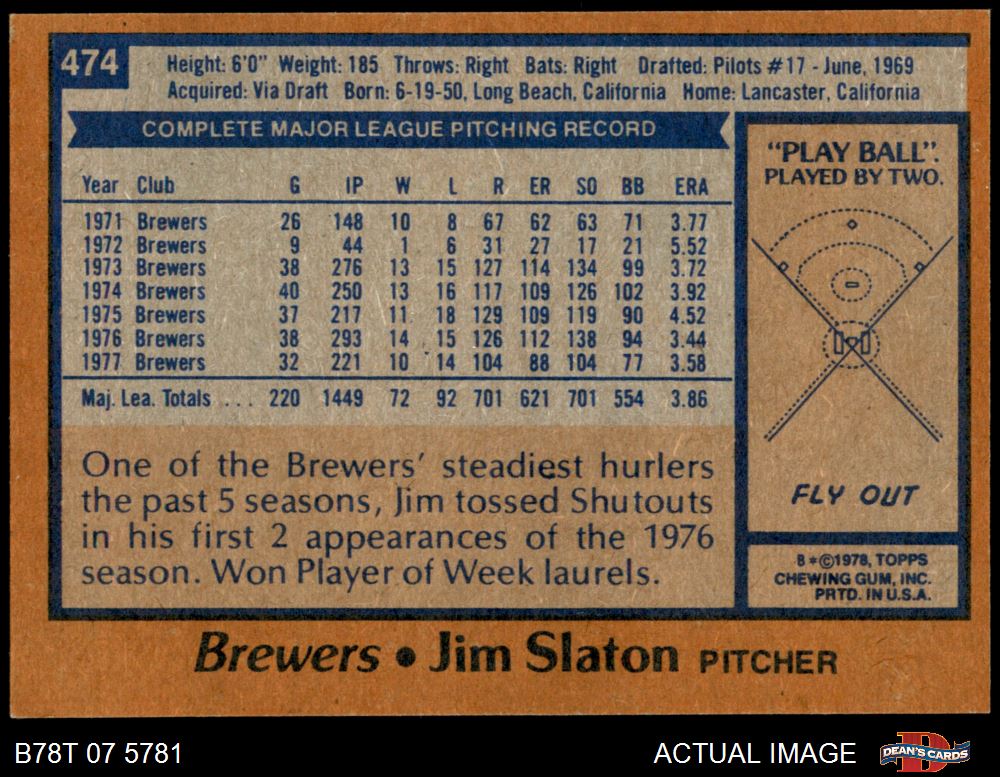 474
Height: 6'0" Weight: 185 Throws: Right Bats: Right Drafted: Pilots #17 - June, 1969
Acquired: Via Draft Born: 6-19-50, Long Beach, California Home: Lancaster, California
COMPLETE MAJOR LEAGUE PITCHING RECORD
Year Club G IP W L R ER SO BB ERA
1971 Brewers 26 148 10 8 67 62 63 71 3.77
1972 Brewers 9 44 1 6 31 27 17 21 5.52
1973 Brewers 38 276 13 15 127 114 134 99 3.72
1974 Brewers 40 250 13 16 117 109 126 102 3.92
1975 Brewers 37 217 11 18 129 109 119 90 4.52
1976 Brewers 38 293 14 15 126 112 138 94 3.44
1977 Brewers 32 221 10 14 104 88 104 77 3.58
Maj. Lea. Totals ... 220 1449 72 92 701 621 701 554 3.86
One of the Brewers' steadiest hurlers
the past 5 seasons, Jim tossed Shutouts
in his first 2 appearances of the 1976
season. Won Player of Week laurels.
"PLAY BALL".
PLAYED BY TWO.
FLY OUT
B*©1978, TOPPS
CHEWING GUM, INC.
PRTD. IN U.S.A.
Brewers • Jim Slaton PITCHER
B78T 07 5781
ACTUAL IMAGE
DEAN'S CARDS